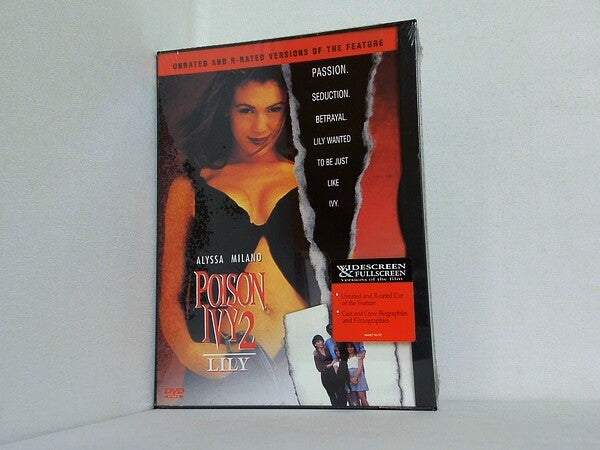 UNRATED AND R-RATED VERSIONS OF THE FEATURE
PASSION.
SEDUCTION.
BETRAYAL.
LILY WANTED
TO BE JUST
LIKE
IVY.
ALYSSA MILANO
POISON
IVY 2
LILY
WIDESCREEN
& FULLSCREEN
versions of the film
• Unrated and R-rated Cut
of the Feature
• Cast and Crew Biographies
and Filmographies
DVD